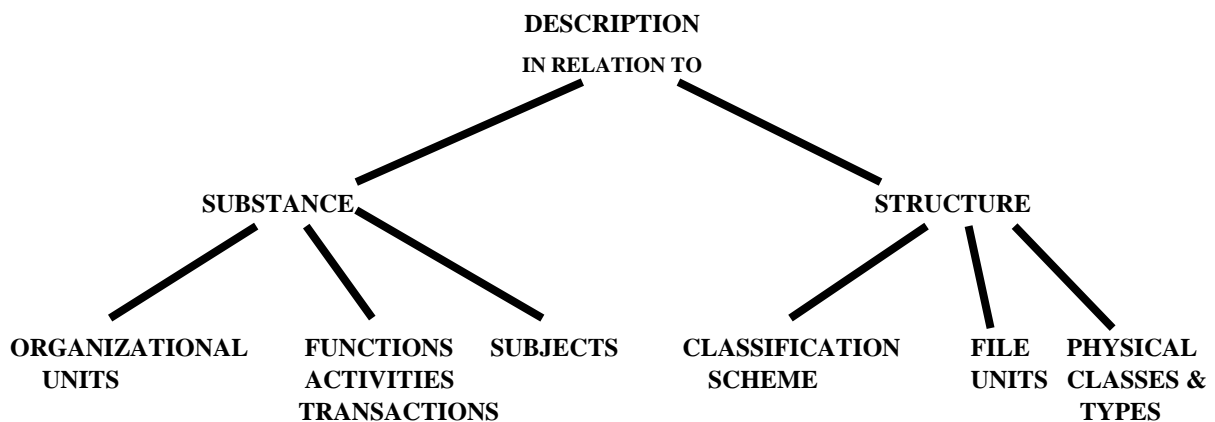 DESCRIPTION
IN RELATION TO
SUBSTANCE
STRUCTURE
ORGANIZATIONAL
UNITS
FUNCTIONS
ACTIVITIES
TRANSACTIONS
SUBJECTS
CLASSIFICATION
SCHEME
FILE
UNITS
PHYSICAL
CLASSES &
TYPES